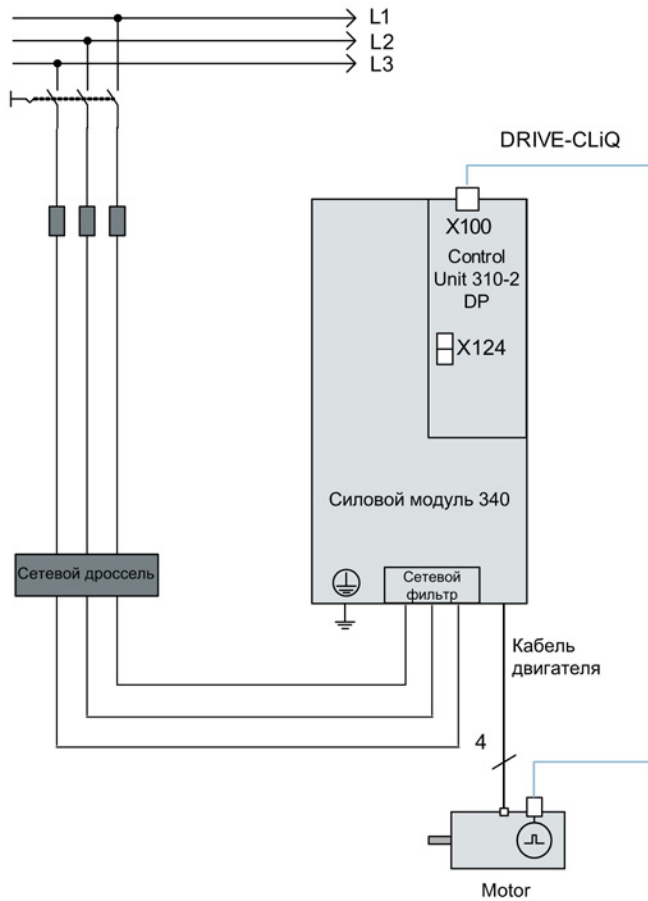 L1
L2
L3
DRIVE-CLiQ
X100
Control
Unit 310-2
DP
X124
Силовой модуль 340
Сетевой дроссель
Сетевой
фильтр
Кабель
двигателя
4
Motor